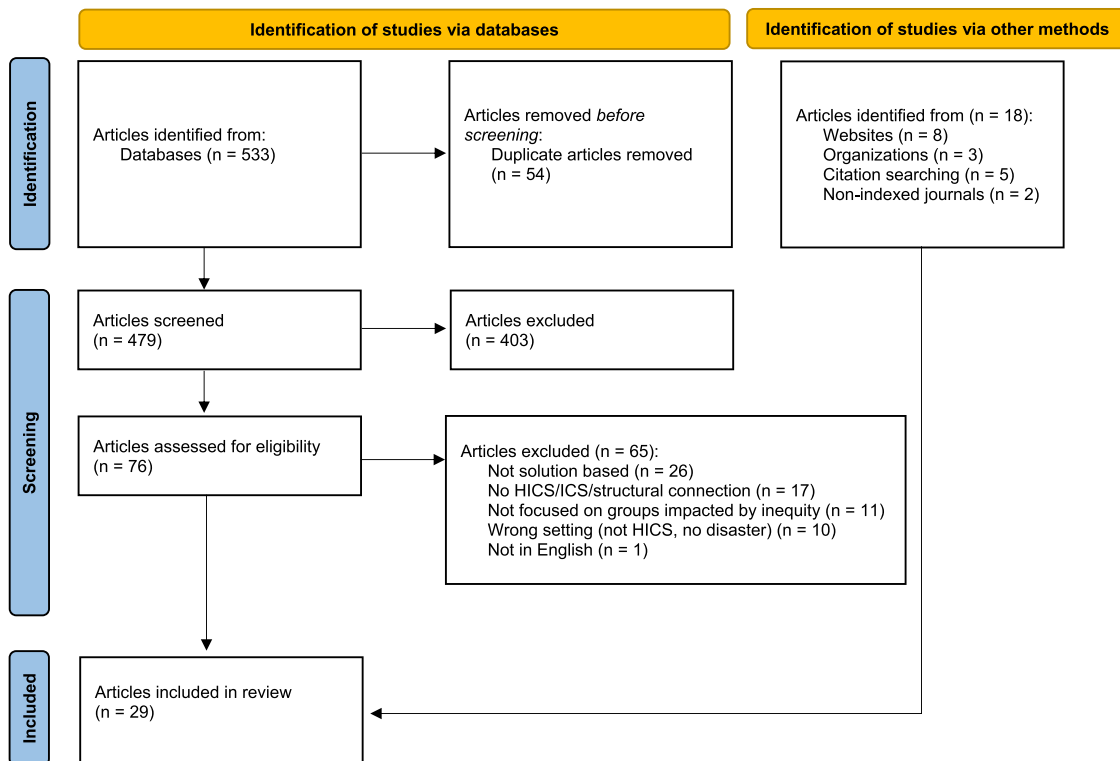 Identification of studies via databases
Identification of studies via other methods
Identification
Articles identified from:
Databases (n = 533)
Articles removed before
screening:
Duplicate articles removed
(n = 54)
Articles identified from (n = 18):
Websites (n = 8)
Organizations (n = 3)
Citation searching (n = 5)
Non-indexed journals (n = 2)
Screening
Articles screened
(n = 479)
Articles excluded
(n = 403)
Articles assessed for eligibility
(n = 76)
Articles excluded (n = 65):
Not solution based (n = 26)
No HICS/ICS/structural connection (n = 17)
Not focused on groups impacted by inequity (n = 11)
Wrong setting (not HICS, no disaster) (n = 10)
Not in English (n = 1)
Included
Articles included in review
(n = 29)